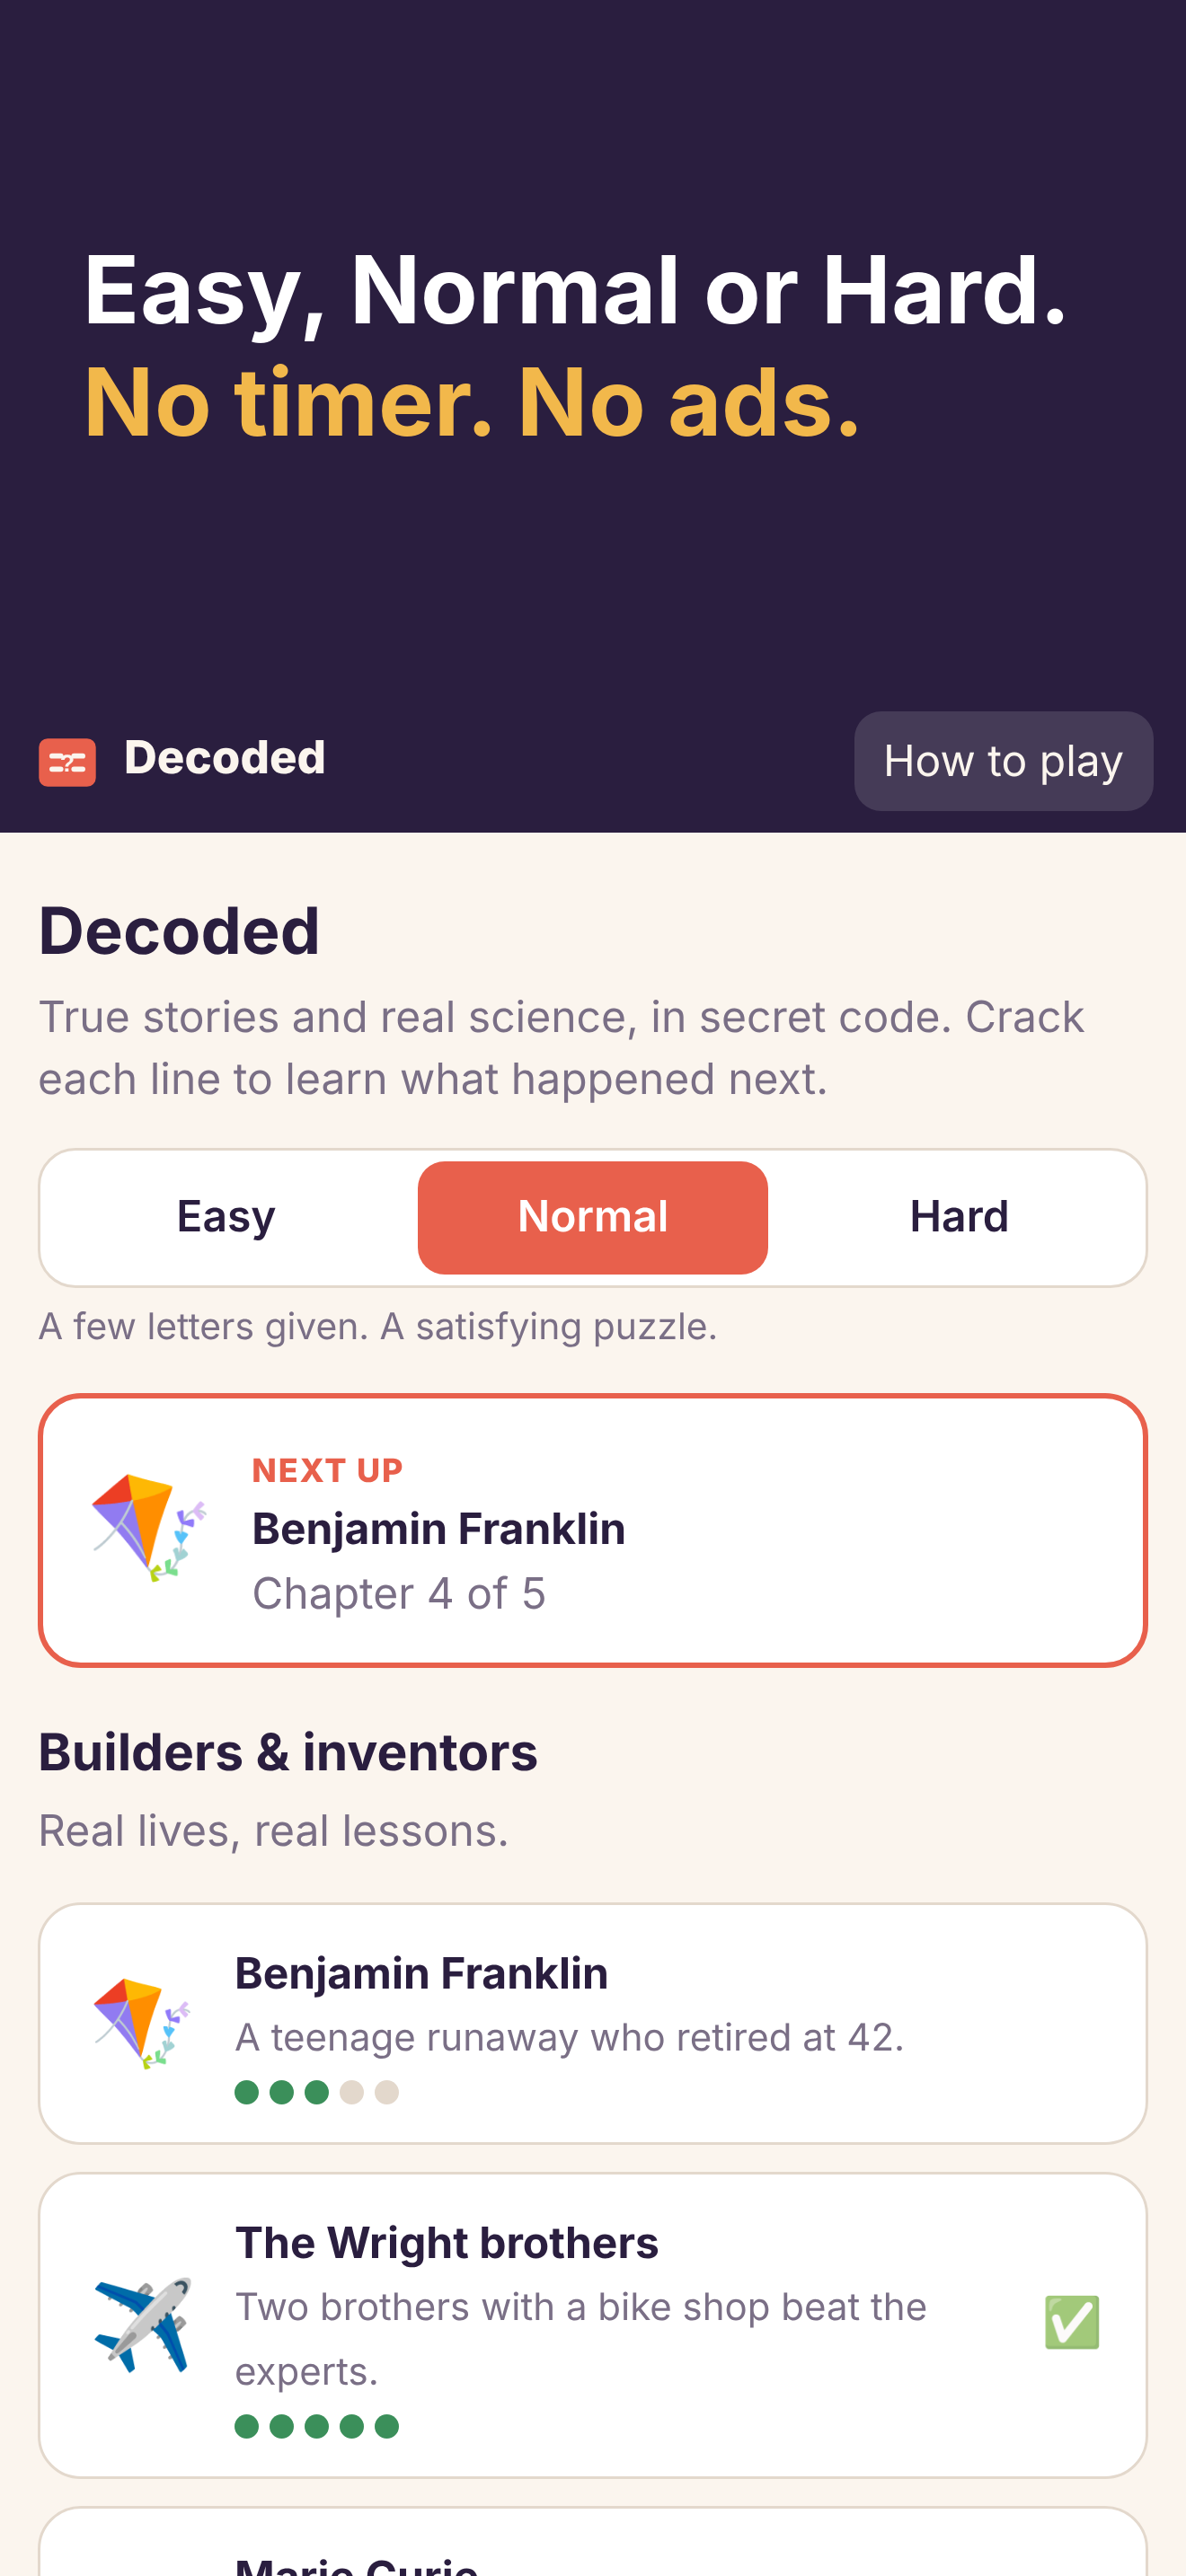 Easy, Normal or Hard.
No timer. No ads.
Decoded
How to play
Decoded
True stories and real science, in secret code. Crack
each line to learn what happened next.
Easy
Normal
Hard
A few letters given. A satisfying puzzle.
NEXT UP
Benjamin Franklin
Chapter 4 of 5
Builders & inventors
Real lives, real lessons.
Benjamin Franklin
A teenage runaway who retired at 42.
The Wright brothers
Two brothers with a bike shop beat the
experts.
Marie Curie